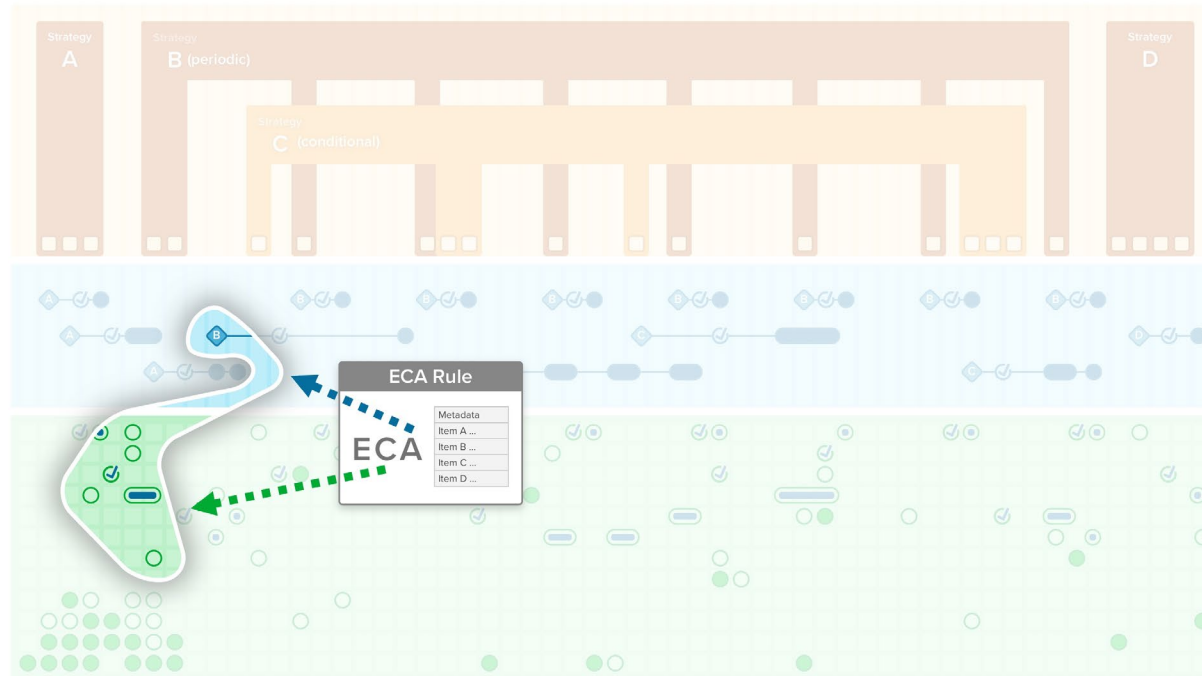 Strategy
A
Strategy
B (periodic)
Strategy
C (conditional)
Strategy
D
A
B
B
B
B
B
B
B
A
B
C
D
A
C
ECA Rule
ECA
Metadata
Item A ...
Item B ...
Item C ...
Item D ...